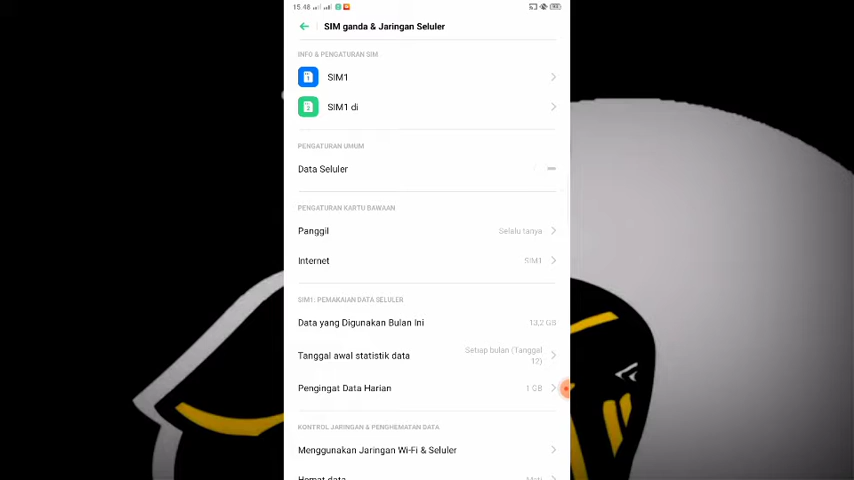 15.48
SIM ganda & Jaringan Seluler
INFO & PENGATURAN SIM
SIM1
SIM1 di
PENGATURAN UMUM
Data Seluler
PENGATURAN KARTU BAWAAN
Panggil Selalu tanya
Internet SIM1
SIM1: PEMAKAIAN DATA SELULER
Data yang Digunakan Bulan Ini 13,2 GB
Tanggal awal statistik data Setiap bulan (Tanggal
12)
Pengingat Data Harian 1 GB
KONTROL JARINGAN & PENGHEMATAN DATA
Menggunakan Jaringan Wi-Fi & Seluler
Hemat data Mati